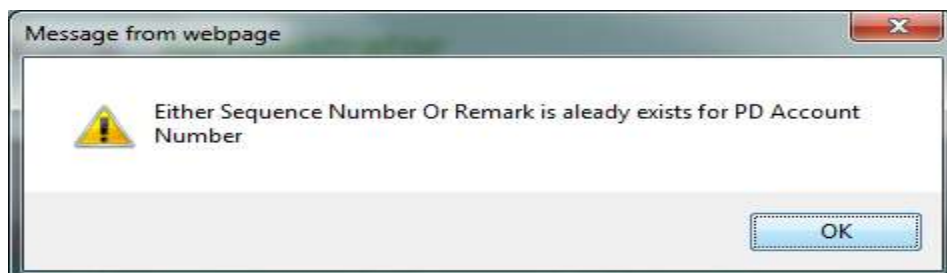 Message from webpage
Either Sequence Number Or Remark is aleady exists for PD Account
Number
OK